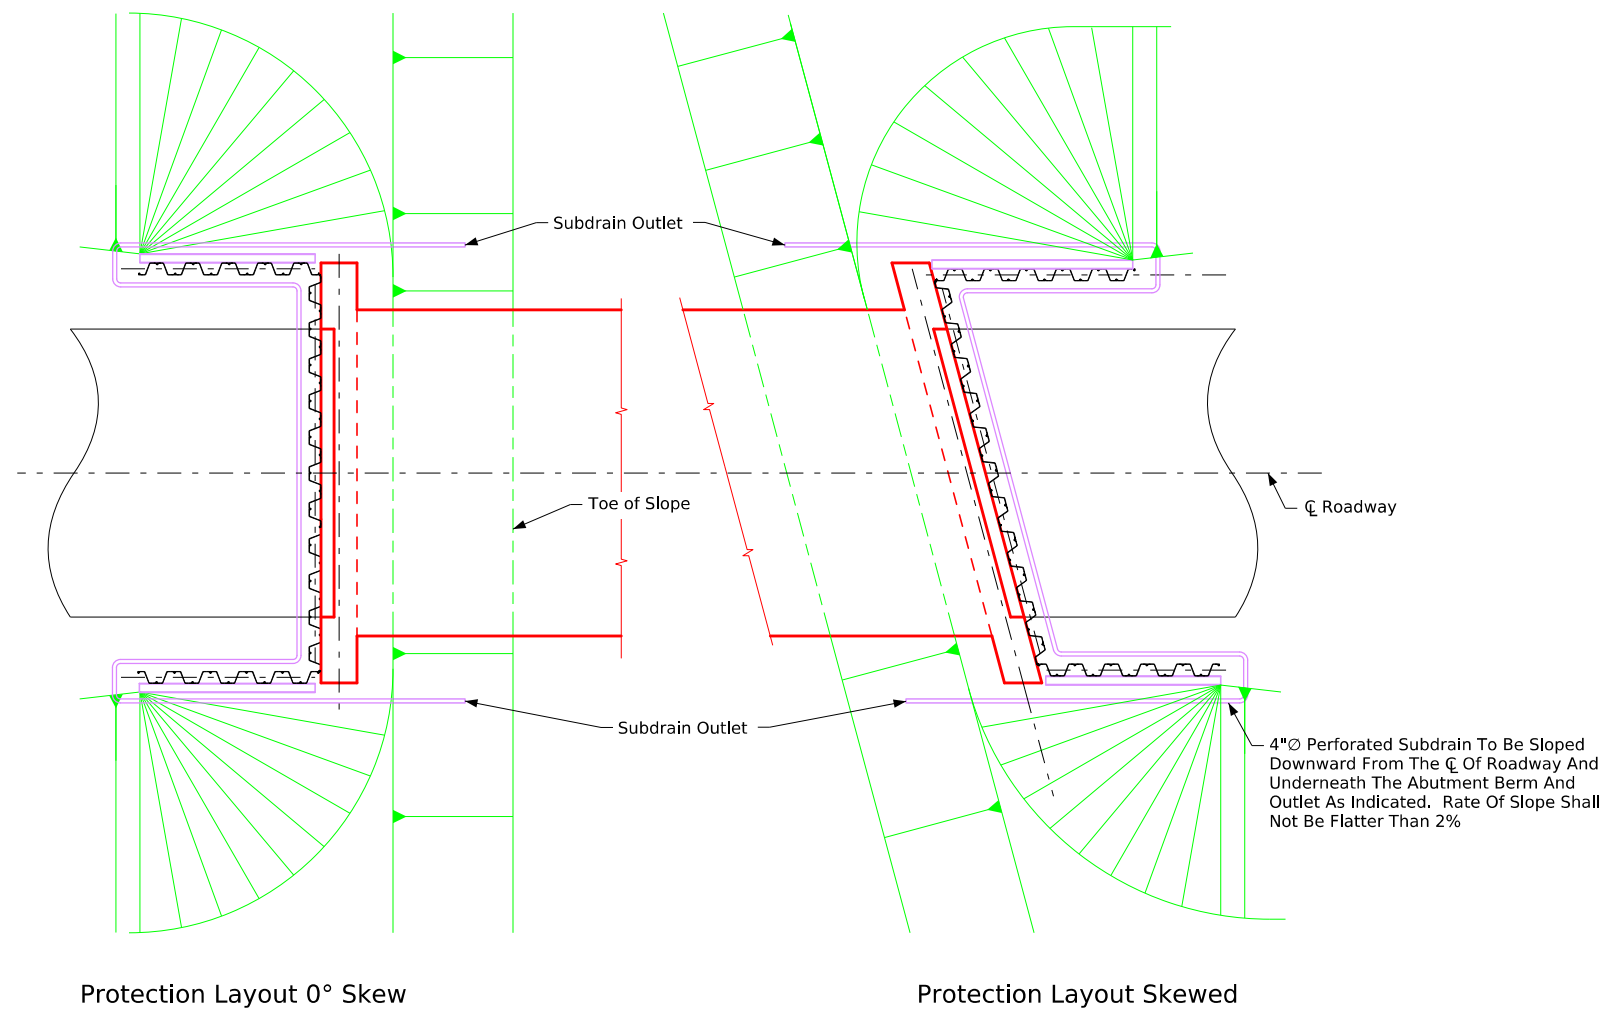 Subdrain Outlet
Toe of Slope
℄ Roadway
Subdrain Outlet
4"∅ Perforated Subdrain To Be Sloped
Downward From The ℄ Of Roadway And
Underneath The Abutment Berm And
Outlet As Indicated.  Rate Of Slope Shall
Not Be Flatter Than 2%
Protection Layout 0° Skew
Protection Layout Skewed